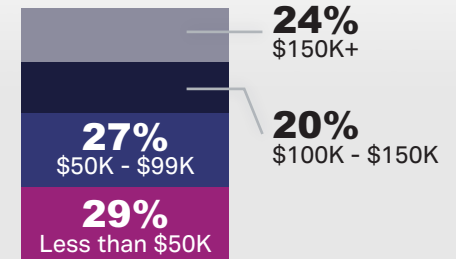 24%
$150K+
20%
$100K - $150K
27%
$50K - $99K
29%
Less than $50K